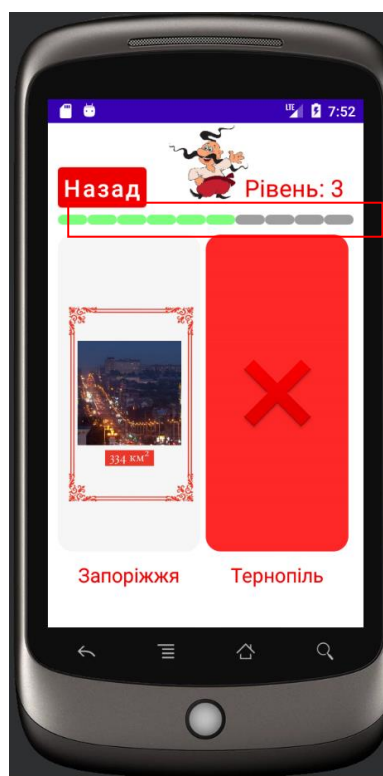 7:52
Назад
Рівень: 3
334 км²
Запоріжжя
Тернопіль